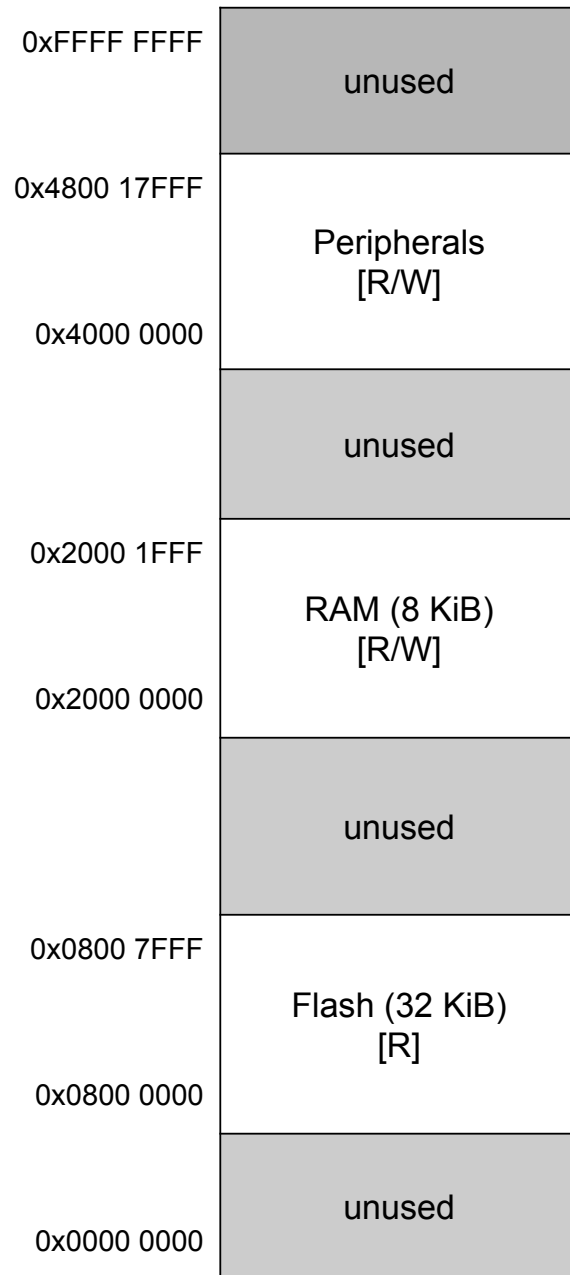 0xFFFF FFFF
unused
0x4800 17FFF
Peripherals
[R/W]
0x4000 0000
unused
0x2000 1FFF
RAM (8 KiB)
[R/W]
0x2000 0000
unused
0x0800 7FFF
Flash (32 KiB)
[R]
0x0800 0000
unused
0x0000 0000